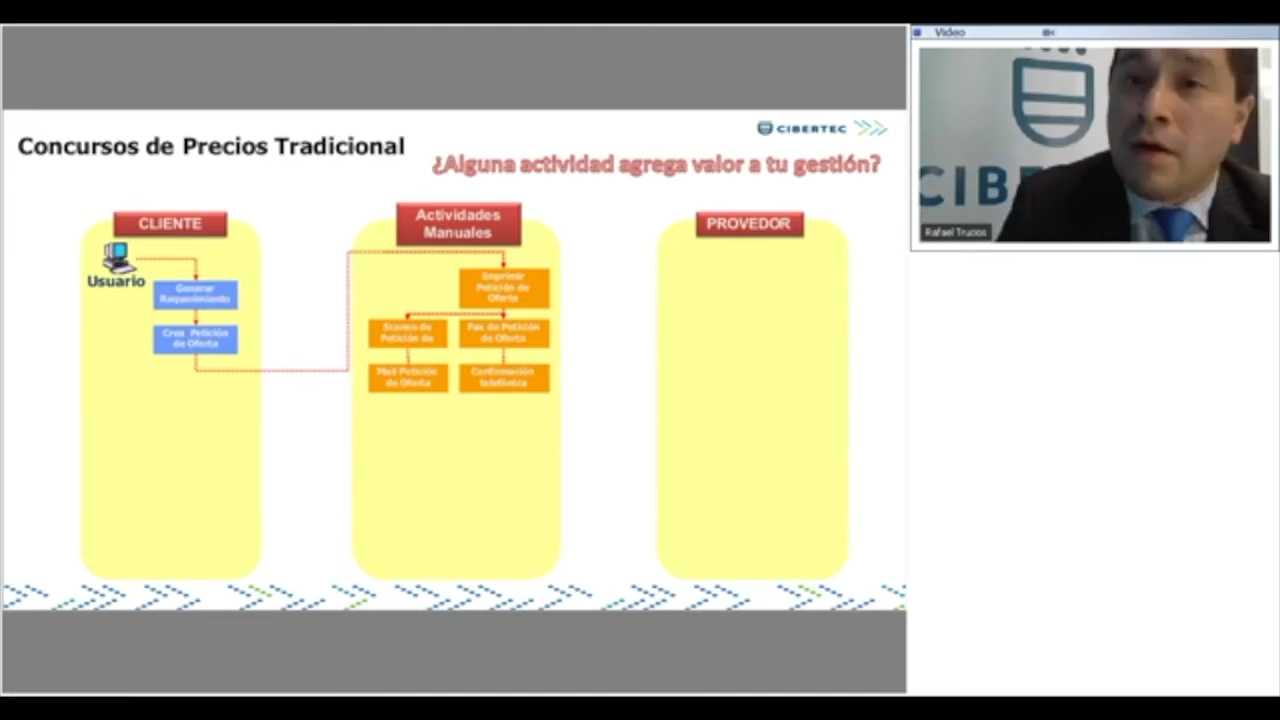 Video
CIBERTEC
Concursos de Precios Tradicional
¿Alguna actividad agrega valor a tu gestión?
CLIENTE
Usuario
Generar
Requerimiento
Crea Petición
de Oferta
Actividades
Manuales
Imprimir
Petición de
Oferta
Scaneo de
Petición de
Fax de Petición
de Oferta
Mail Petición
de Oferta
Confirmación
telefónica
PROVEDOR
CIBE
Rafael Trucios